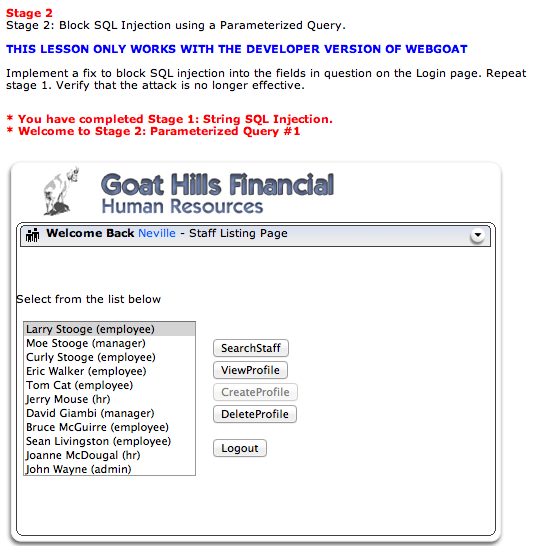 Stage 2
Stage 2: Block SQL Injection using a Parameterized Query.
THIS LESSON ONLY WORKS WITH THE DEVELOPER VERSION OF WEBGOAT
Implement a fix to block SQL injection into the fields in question on the Login page. Repeat
stage 1. Verify that the attack is no longer effective.
* You have completed Stage 1: String SQL Injection.
* Welcome to Stage 2: Parameterized Query #1
Goat Hills Financial
Human Resources
Welcome Back Neville - Staff Listing Page
Select from the list below
Larry Stooge (employee)
Moe Stooge (manager)
Curly Stooge (employee)
Eric Walker (employee)
Tom Cat (employee)
Jerry Mouse (hr)
David Giambi (manager)
Bruce McGuirre (employee)
Sean Livingston (employee)
Joanne McDougal (hr)
John Wayne (admin)
SearchStaff
ViewProfile
CreateProfile
DeleteProfile
Logout